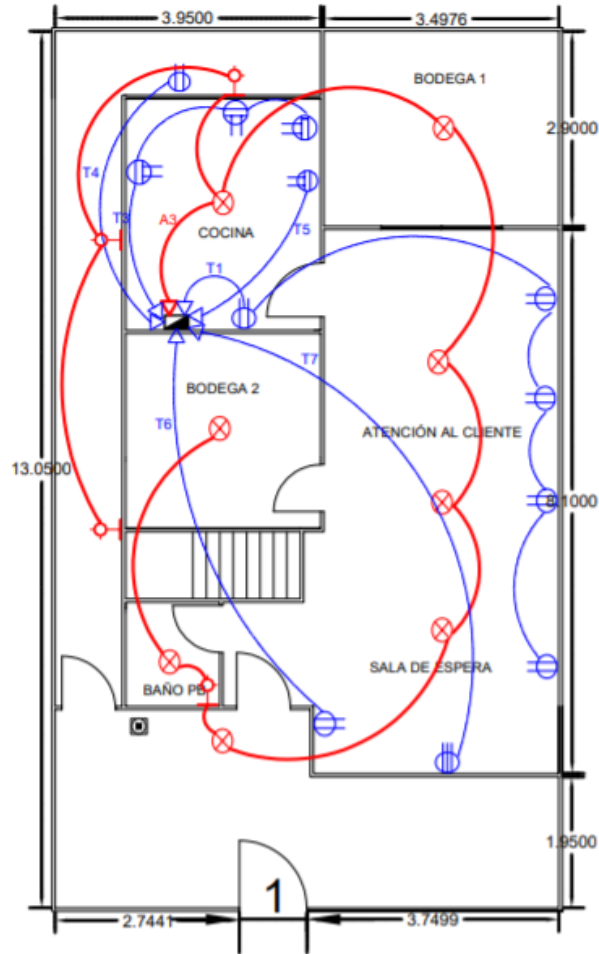 3.9500
3.4976
BODEGA 1
2.9000
T4
T3
A3
COCINA
T5
T1
T7
BODEGA 2
T6
ATENCIÓN AL CLIENTE
13.0500
8.1000
SALA DE ESPERA
BAÑO PB
1.9500
1
2.7441
3.7499